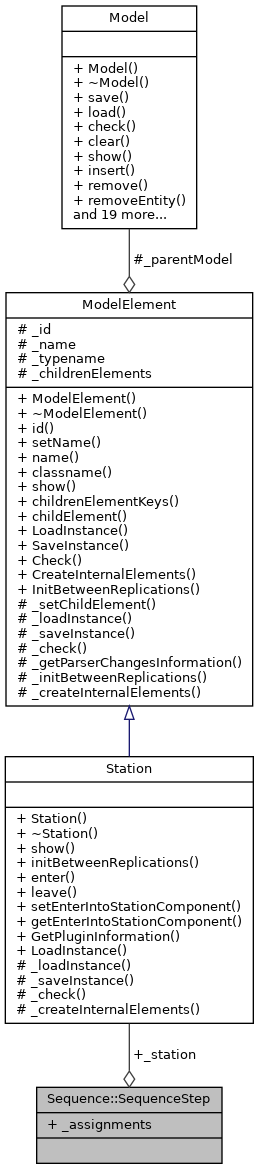 Model
+ Model()
+ ~Model()
+ save()
+ load()
+ check()
+ clear()
+ show()
+ insert()
+ remove()
+ removeEntity()
and 19 more...
#_parentModel
ModelElement
# _id
# _name
# _typename
# _childrenElements
+ ModelElement()
+ ~ModelElement()
+ id()
+ setName()
+ name()
+ classname()
+ show()
+ childrenElementKeys()
+ childElement()
+ LoadInstance()
+ SaveInstance()
+ Check()
+ CreateInternalElements()
+ InitBetweenReplications()
# _setChildElement()
# _loadInstance()
# _saveInstance()
# _check()
# _getParserChangesInformation()
# _initBetweenReplications()
# _createInternalElements()
Station
+ Station()
+ ~Station()
+ show()
+ initBetweenReplications()
+ enter()
+ leave()
+ setEnterIntoStationComponent()
+ getEnterIntoStationComponent()
+ GetPluginInformation()
+ LoadInstance()
# _loadInstance()
# _saveInstance()
# _check()
# _createInternalElements()
+_station
Sequence::SequenceStep
+ _assignments